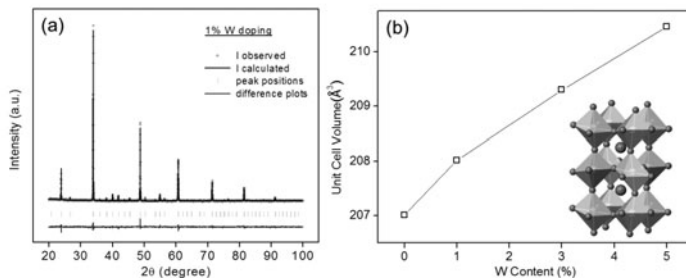 (a)
1% W doping
I observed
I calculated
peak positions
difference plots
Intensity (a.u.)
20 30 40 50 60 70 80 90 100
2θ (degree)
(b)
Unit Cell Volume(Å³)
211
210
209
208
207
0 1 2 3 4 5
W Content (%)